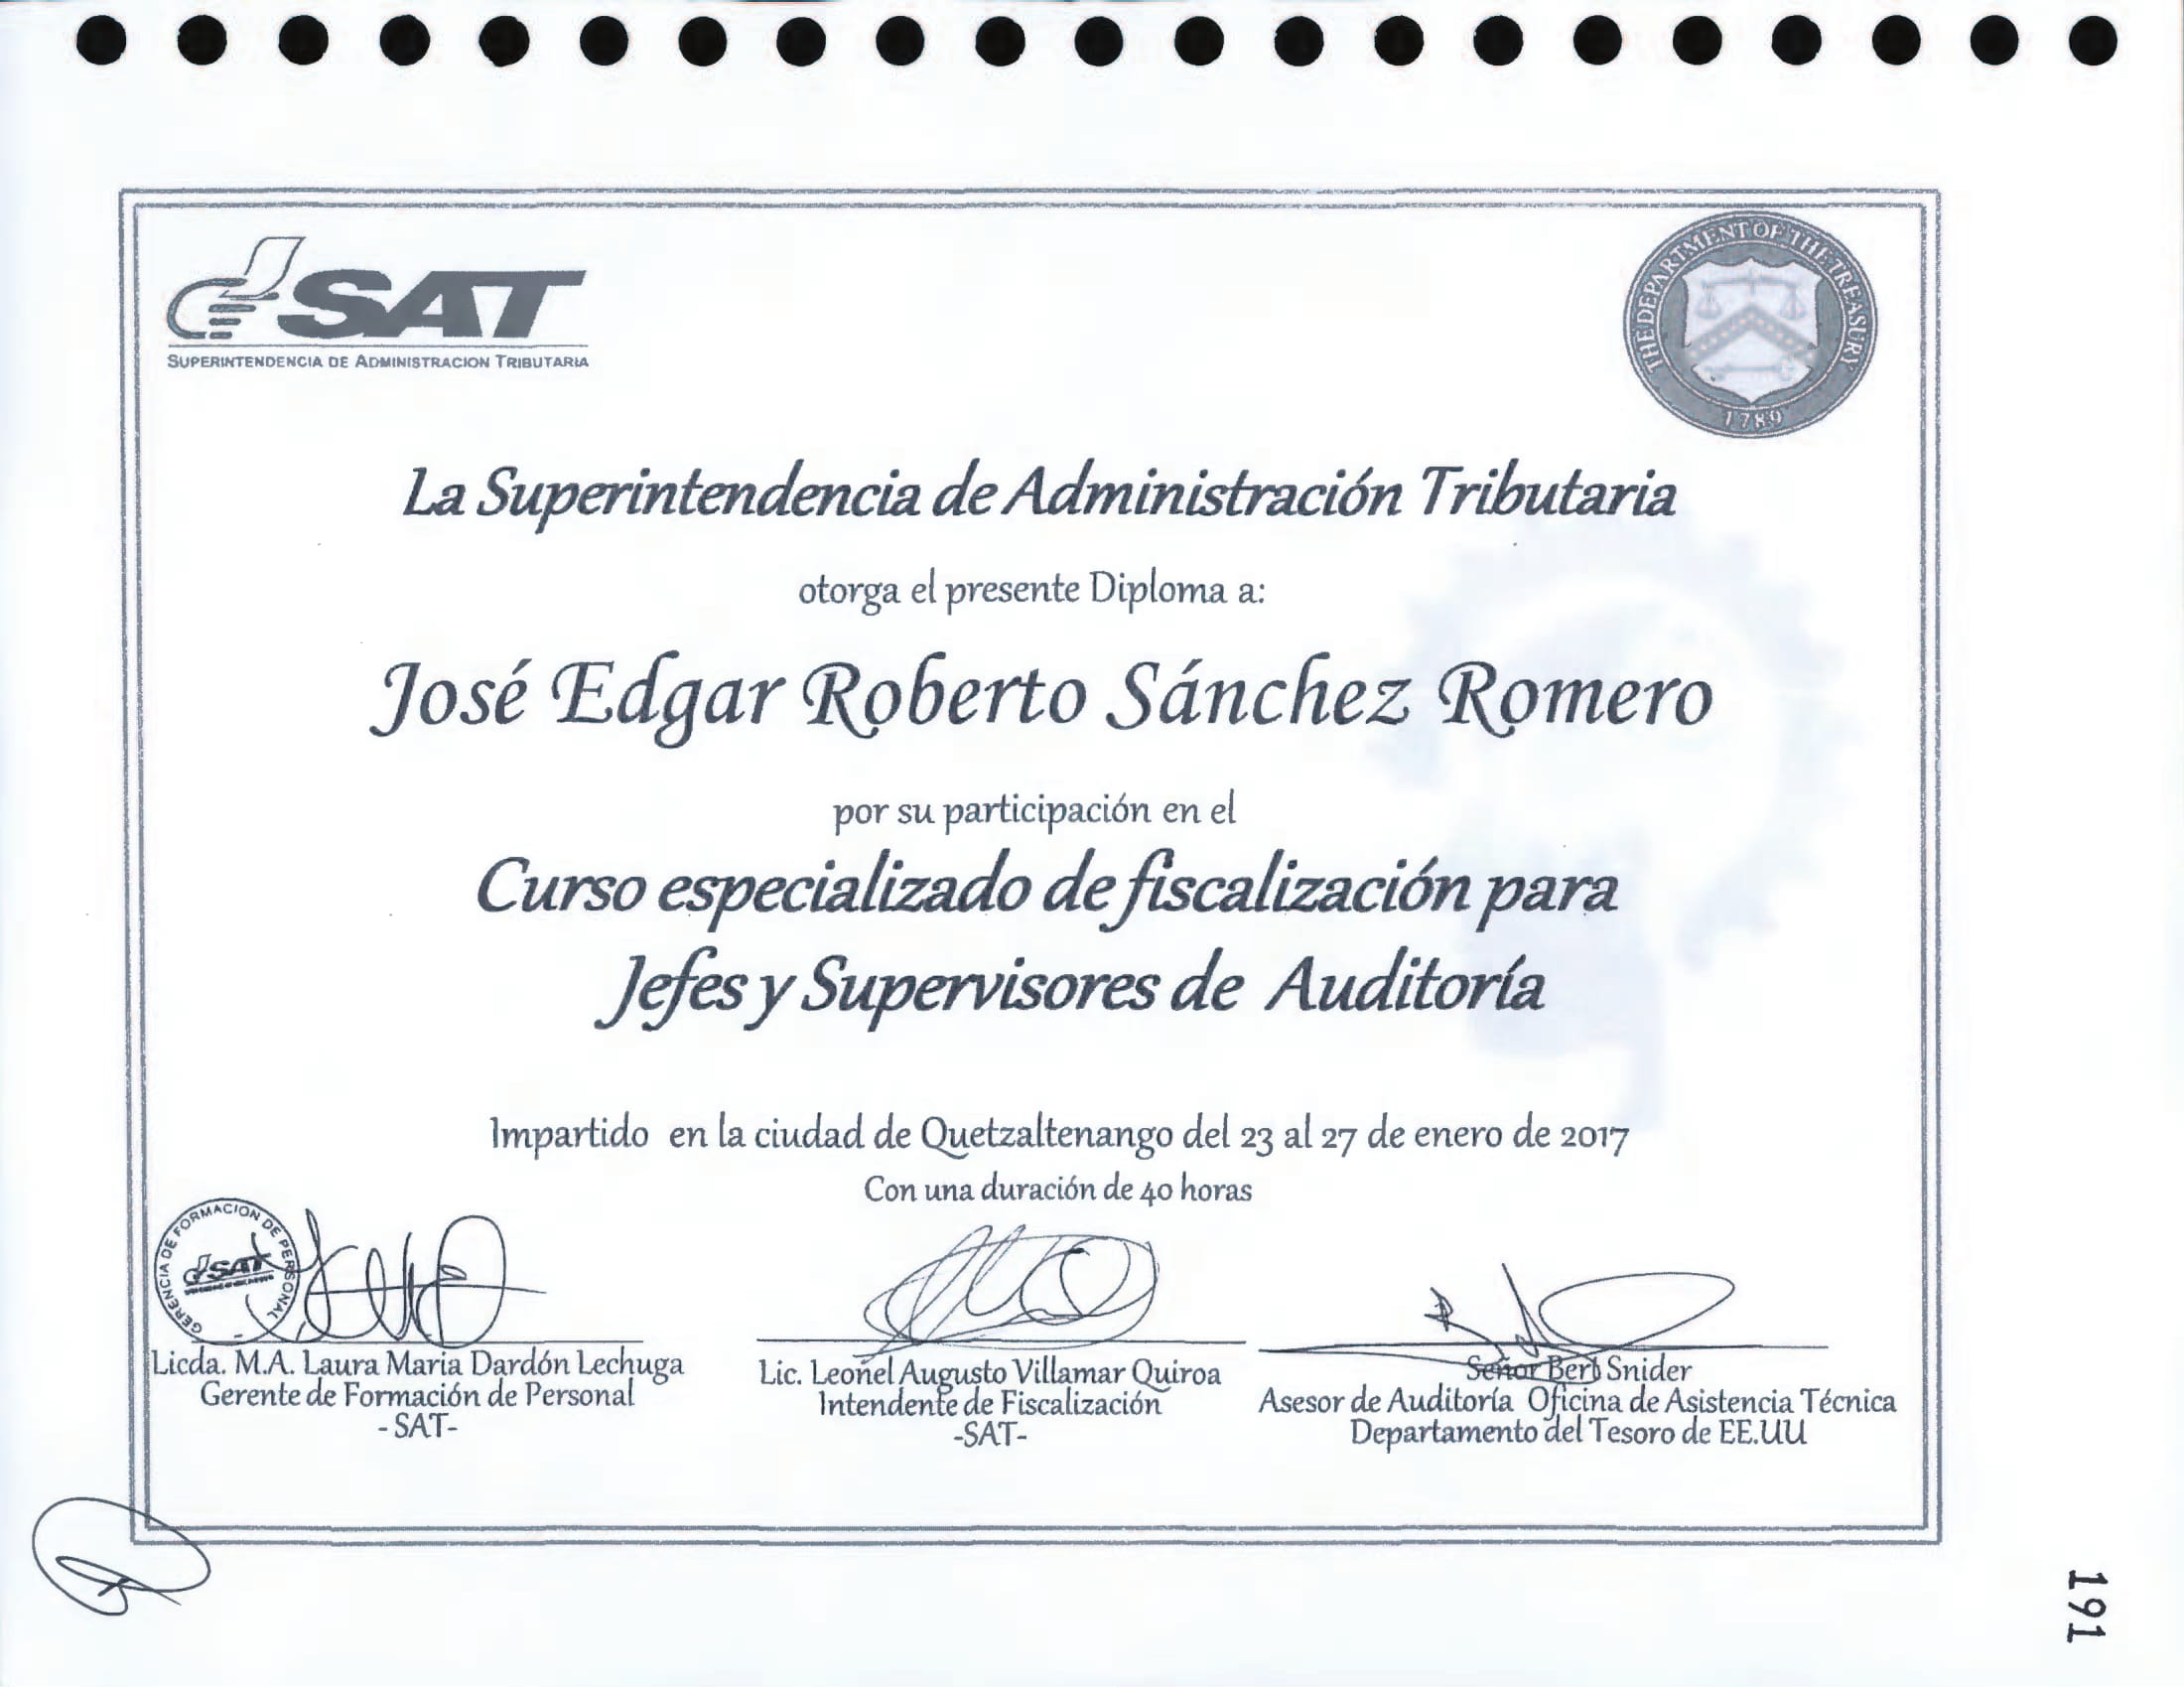 SAT
SUPERINTENDENCIA DE ADMINISTRACION TRIBUTARIA
THE DEPARTMENT OF THE TREASURY
1789
La Superintendencia de Administración Tributaria
otorga el presente Diploma a:
José Edgar Roberto Sánchez Romero
por su participación en el
Curso especializado de fiscalización para
Jefes y Supervisores de Auditoría
Impartido en la ciudad de Quetzaltenango del 23 al 27 de enero de 2017
Con una duración de 40 horas
GERENCIA DE FORMACION DE PERSONAL
SAT
Licda. M.A. Laura María Dardón Lechuga
Gerente de Formación de Personal
- SAT-
Lic. Leonel Augusto Villamar Quiroa
Intendente de Fiscalización
-SAT-
Señor Bert Snider
Asesor de Auditoría Oficina de Asistencia Técnica
Departamento del Tesoro de EE.UU
191